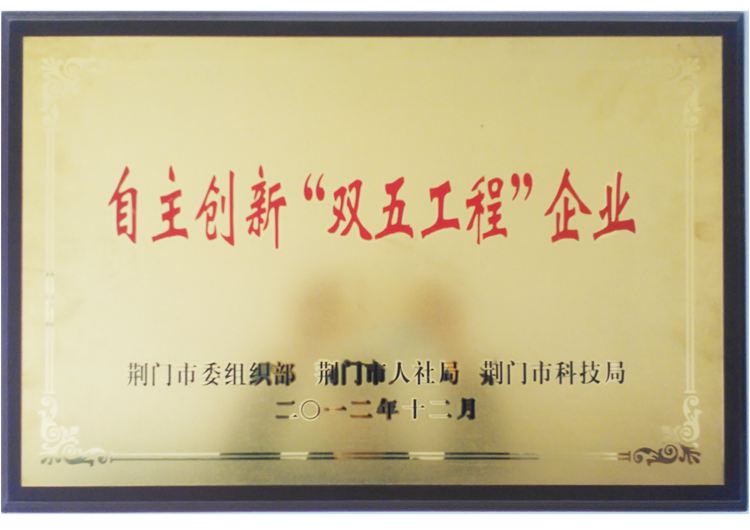 自主创新“双五工程”企业
荆门市委组织部 荆门市人社局 荆门市科技局
二〇一二年十二月